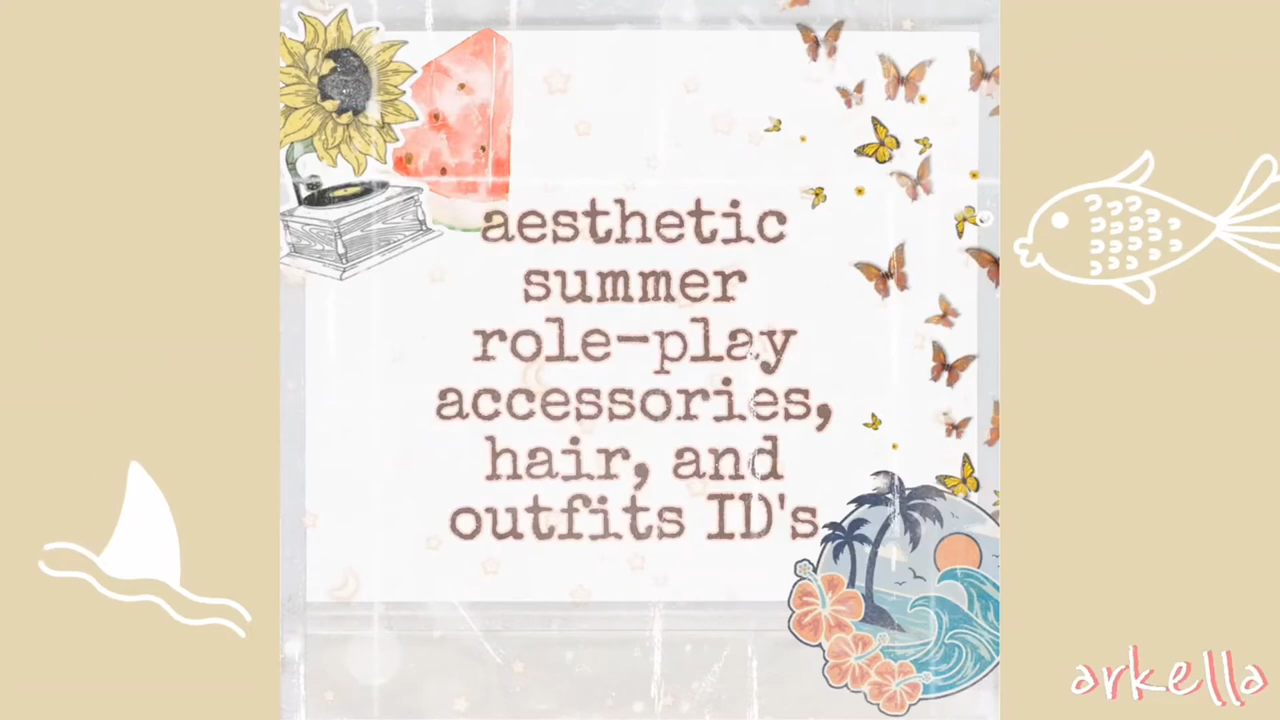 aesthetic
summer
role-play
accessories,
hair, and
outfits ID's
arkella